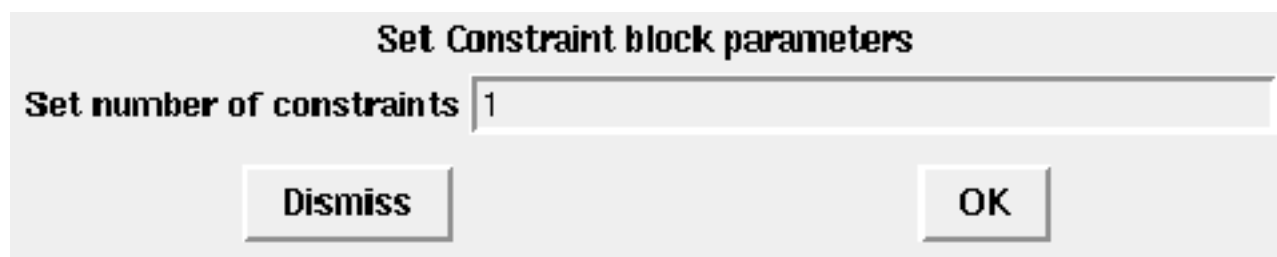 Set Constraint block parameters
Set number of constraints 1
Dismiss OK